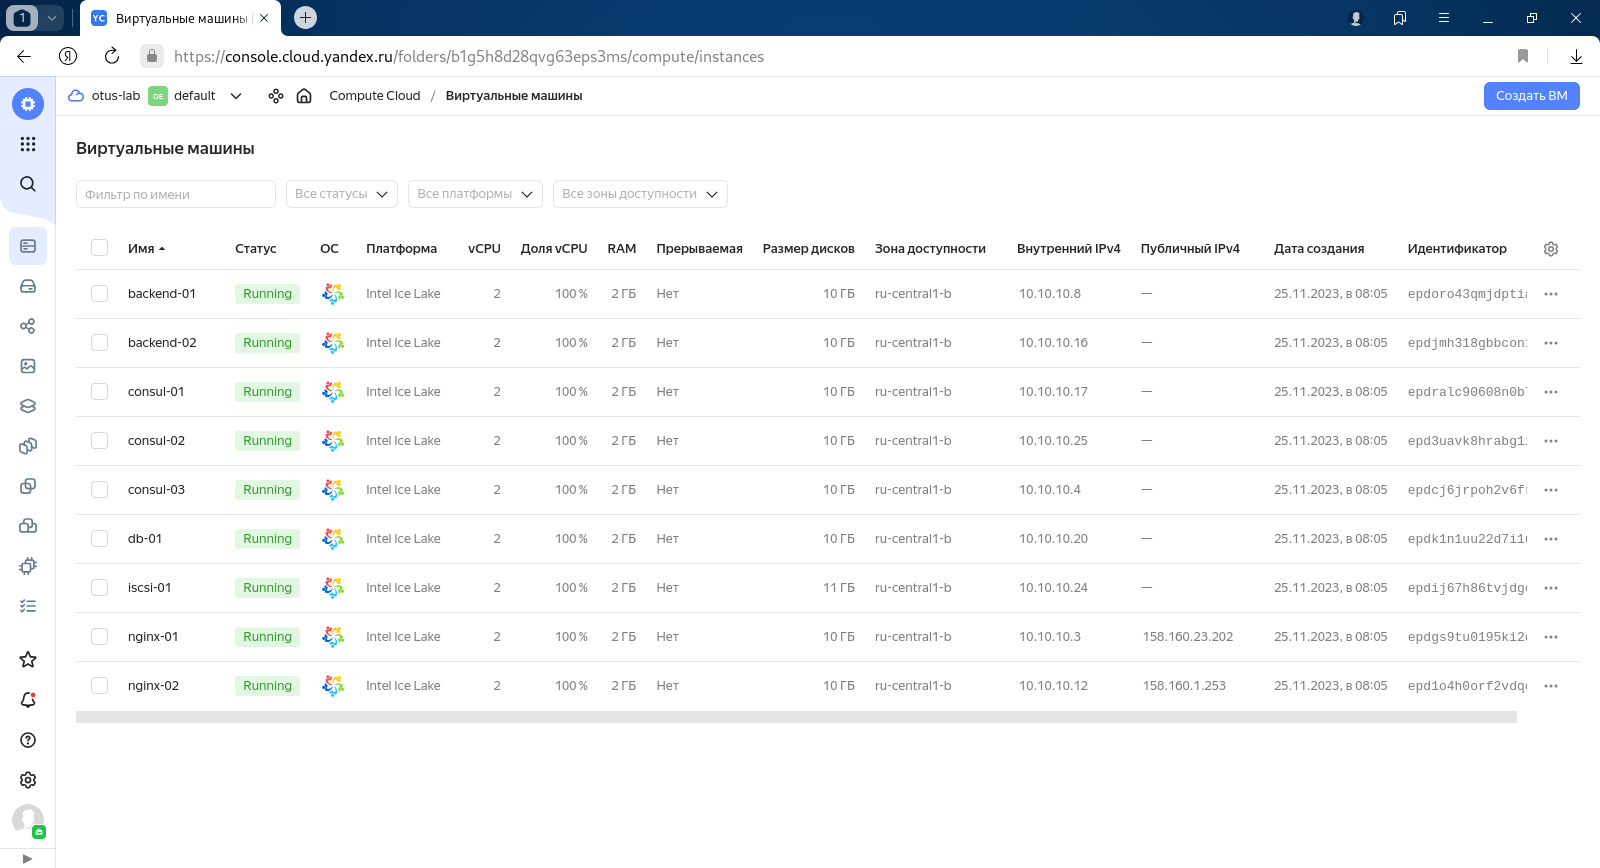 1
YC Виртуальные машины
https://console.cloud.yandex.ru/folders/b1g5h8d28qvg63eps3ms/compute/instances
otus-lab DE default Compute Cloud / Виртуальные машины Создать ВМ
Виртуальные машины
Фильтр по имени Все статусы Все платформы Все зоны доступности
Имя Статус ОС Платформа vCPU Доля vCPU RAM Прерываемая Размер дисков Зона доступности Внутренний IPv4 Публичный IPv4 Дата создания Идентификатор
backend-01 Running Intel Ice Lake 2 100 % 2 ГБ Нет 10 ГБ ru-central1-b 10.10.10.8 — 25.11.2023, в 08:05 epdoro43qmjdptia
backend-02 Running Intel Ice Lake 2 100 % 2 ГБ Нет 10 ГБ ru-central1-b 10.10.10.16 — 25.11.2023, в 08:05 epdjmh318gbbcon
consul-01 Running Intel Ice Lake 2 100 % 2 ГБ Нет 10 ГБ ru-central1-b 10.10.10.17 — 25.11.2023, в 08:05 epdralc90608n0b
consul-02 Running Intel Ice Lake 2 100 % 2 ГБ Нет 10 ГБ ru-central1-b 10.10.10.25 — 25.11.2023, в 08:05 epd3uavk8hrabg1
consul-03 Running Intel Ice Lake 2 100 % 2 ГБ Нет 10 ГБ ru-central1-b 10.10.10.4 — 25.11.2023, в 08:05 epdcj6jrpoh2v6f
db-01 Running Intel Ice Lake 2 100 % 2 ГБ Нет 10 ГБ ru-central1-b 10.10.10.20 — 25.11.2023, в 08:05 epdk1n1uu22d7i1
iscsi-01 Running Intel Ice Lake 2 100 % 2 ГБ Нет 11 ГБ ru-central1-b 10.10.10.24 — 25.11.2023, в 08:05 epdij67h86tvjdg
nginx-01 Running Intel Ice Lake 2 100 % 2 ГБ Нет 10 ГБ ru-central1-b 10.10.10.3 158.160.23.202 25.11.2023, в 08:05 epdgs9tu0195ki2
nginx-02 Running Intel Ice Lake 2 100 % 2 ГБ Нет 10 ГБ ru-central1-b 10.10.10.12 158.160.1.253 25.11.2023, в 08:05 epd1o4h0orf2vdq